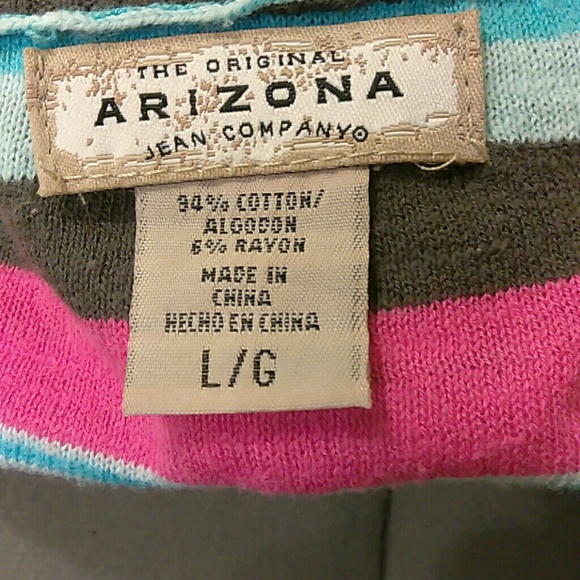 THE ORIGINAL
ARIZONA
JEAN COMPANY®
94% COTTON/
ALGODON
6% RAYON
MADE IN
CHINA
HECHO EN CHINA
L/G